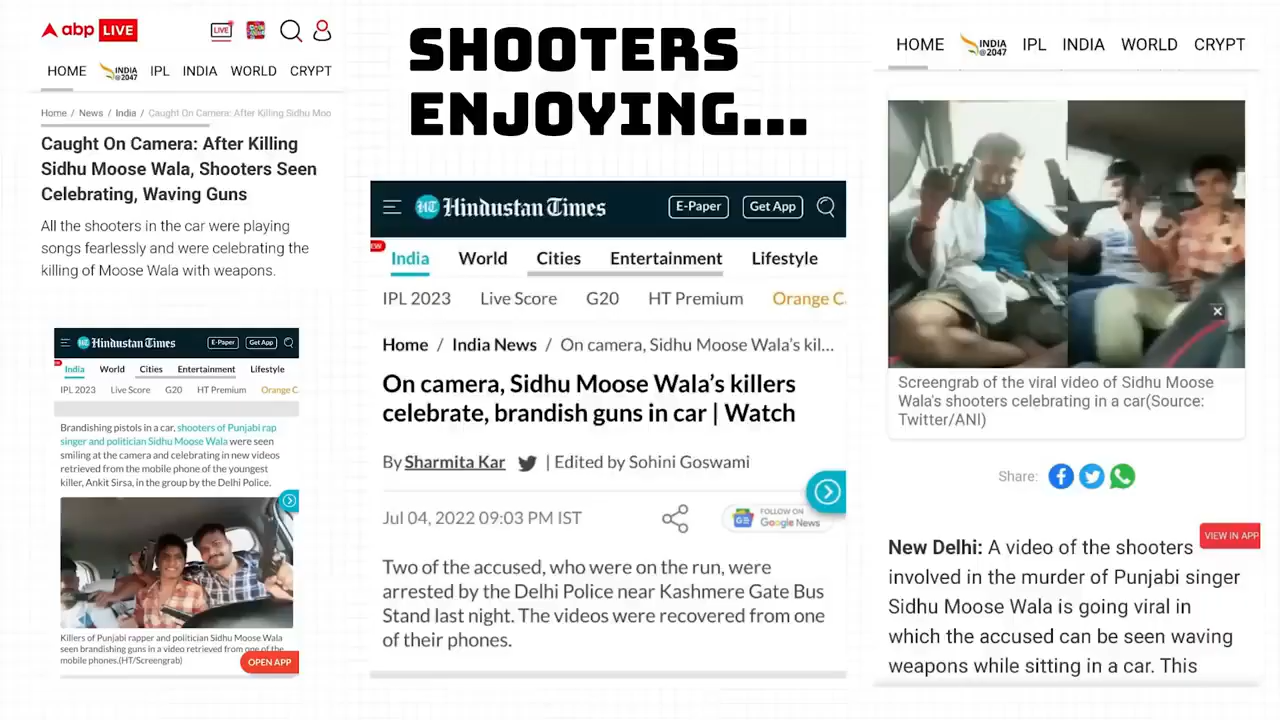 SHOOTERS
ENJOYING...
abp LIVE
LIVE
HOME INDIA @2047 IPL INDIA WORLD CRYPT
Home / News / India / Caught On Camera: After Killing Sidhu Moo
Caught On Camera: After Killing
Sidhu Moose Wala, Shooters Seen
Celebrating, Waving Guns
All the shooters in the car were playing
songs fearlessly and were celebrating the
killing of Moose Wala with weapons.
HT Hindustan Times E-Paper Get App
India World Cities Entertainment Lifestyle
IPL 2023 Live Score G20 HT Premium Orange C
Brandishing pistols in a car, shooters of Punjabi rap
singer and politician Sidhu Moose Wala were seen
smiling at the camera and celebrating in new videos
retrieved from the mobile phone of the youngest
killer, Ankit Sirsa, in the group by the Delhi Police.
Killers of Punjabi rapper and politician Sidhu Moose Wala
seen brandishing guns in a video retrieved from one of the
mobile phones.(HT/Screengrab)
OPEN APP
HT Hindustan Times E-Paper Get App
India World Cities Entertainment Lifestyle
IPL 2023 Live Score G20 HT Premium Orange C
Home / India News / On camera, Sidhu Moose Wala's kil...
On camera, Sidhu Moose Wala's killers
celebrate, brandish guns in car | Watch
By Sharmita Kar | Edited by Sohini Goswami
Jul 04, 2022 09:03 PM IST
FOLLOW ON
Google News
Two of the accused, who were on the run, were
arrested by the Delhi Police near Kashmere Gate Bus
Stand last night. The videos were recovered from one
of their phones.
HOME INDIA @2047 IPL INDIA WORLD CRYPT
Screengrab of the viral video of Sidhu Moose
Wala's shooters celebrating in a car(Source:
Twitter/ANI)
Share:
VIEW IN APP
New Delhi: A video of the shooters
involved in the murder of Punjabi singer
Sidhu Moose Wala is going viral in
which the accused can be seen waving
weapons while sitting in a car. This